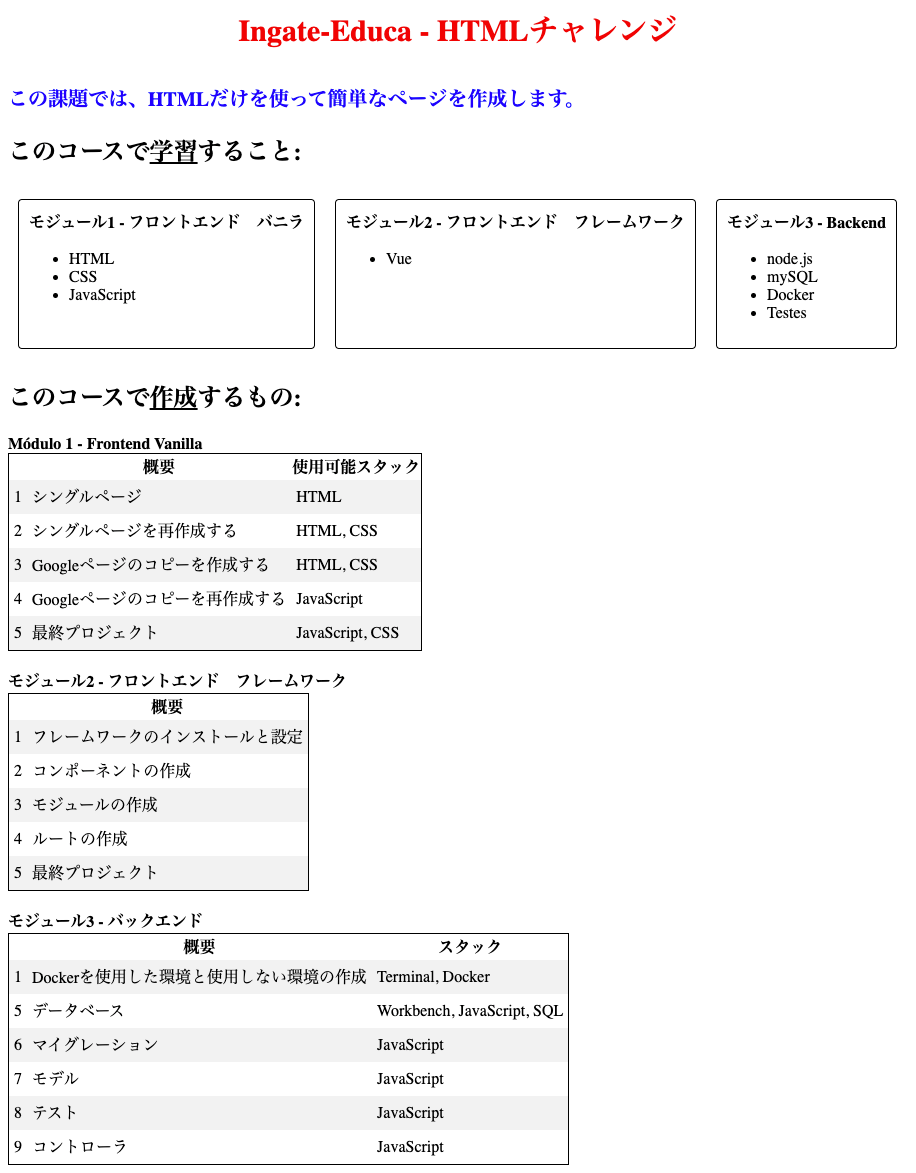 Ingate-Educa - HTMLチャレンジ
この課題では、HTMLだけを使って簡単なページを作成します。
このコースで学習すること:
モジュール1 - フロントエンド　バニラ
• HTML
• CSS
• JavaScript
モジュール2 - フロントエンド　フレームワーク
• Vue
モジュール3 - Backend
• node.js
• mySQL
• Docker
• Testes
このコースで作成するもの:
Módulo 1 - Frontend Vanilla
概要 使用可能スタック
1 シングルページ HTML
2 シングルページを再作成する HTML, CSS
3 Googleページのコピーを作成する HTML, CSS
4 Googleページのコピーを再作成する JavaScript
5 最終プロジェクト JavaScript, CSS
モジュール2 - フロントエンド　フレームワーク
概要
1 フレームワークのインストールと設定
2 コンポーネントの作成
3 モジュールの作成
4 ルートの作成
5 最終プロジェクト
モジュール3 - バックエンド
概要 スタック
1 Dockerを使用した環境と使用しない環境の作成 Terminal, Docker
5 データベース Workbench, JavaScript, SQL
6 マイグレーション JavaScript
7 モデル JavaScript
8 テスト JavaScript
9 コントローラ JavaScript